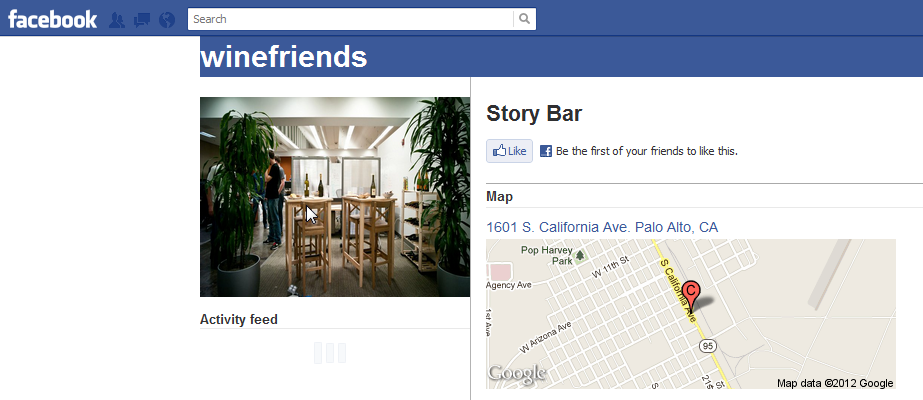 facebook
Search
winefriends
Story Bar
Like
Be the first of your friends to like this.
Map
1601 S. California Ave. Palo Alto, CA
Pop Harvey
Park
W 11th St
S California Ave
Agency Ave
C
1st Ave
W Arizona Ave
95
21st
Google
Map data ©2012 Google
Activity feed